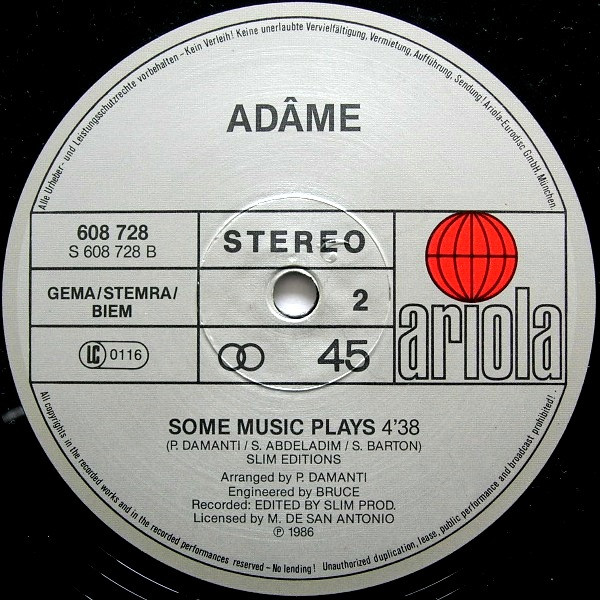 Alle Urheber- und Leistungsschutzrechte vorbehalten – Kein Verleih! Keine unerlaubte Vervielfältigung, Vermietung, Aufführung, Sendung! Ariola-Eurodisc GmbH, München.
ADÂME
608 728
S 608 728 B
STEREO
GEMA/STEMRA/
BIEM
2
LC 0116
45
ariola
SOME MUSIC PLAYS 4'38
(P. DAMANTI / S. ABDELADIM / S. BARTON)
SLIM EDITIONS
Arranged by P. DAMANTI
Engineered by BRUCE
Recorded: EDITED BY SLIM PROD.
Licensed by M. DE SAN ANTONIO
℗ 1986
All copyrights in the recorded works and in the recorded performances reserved – No lending! Unauthorized duplication, lease, public performance and broadcast prohibited!